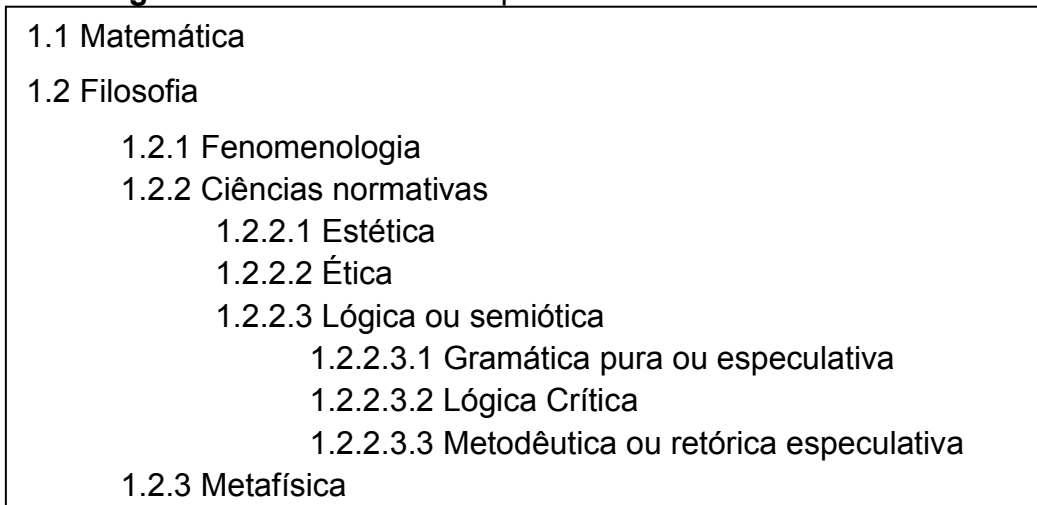 1.1 Matemática
1.2 Filosofia
1.2.1 Fenomenologia
1.2.2 Ciências normativas
1.2.2.1 Estética
1.2.2.2 Ética
1.2.2.3 Lógica ou semiótica
1.2.2.3.1 Gramática pura ou especulativa
1.2.2.3.2 Lógica Crítica
1.2.2.3.3 Metodêutica ou retórica especulativa
1.2.3 Metafísica